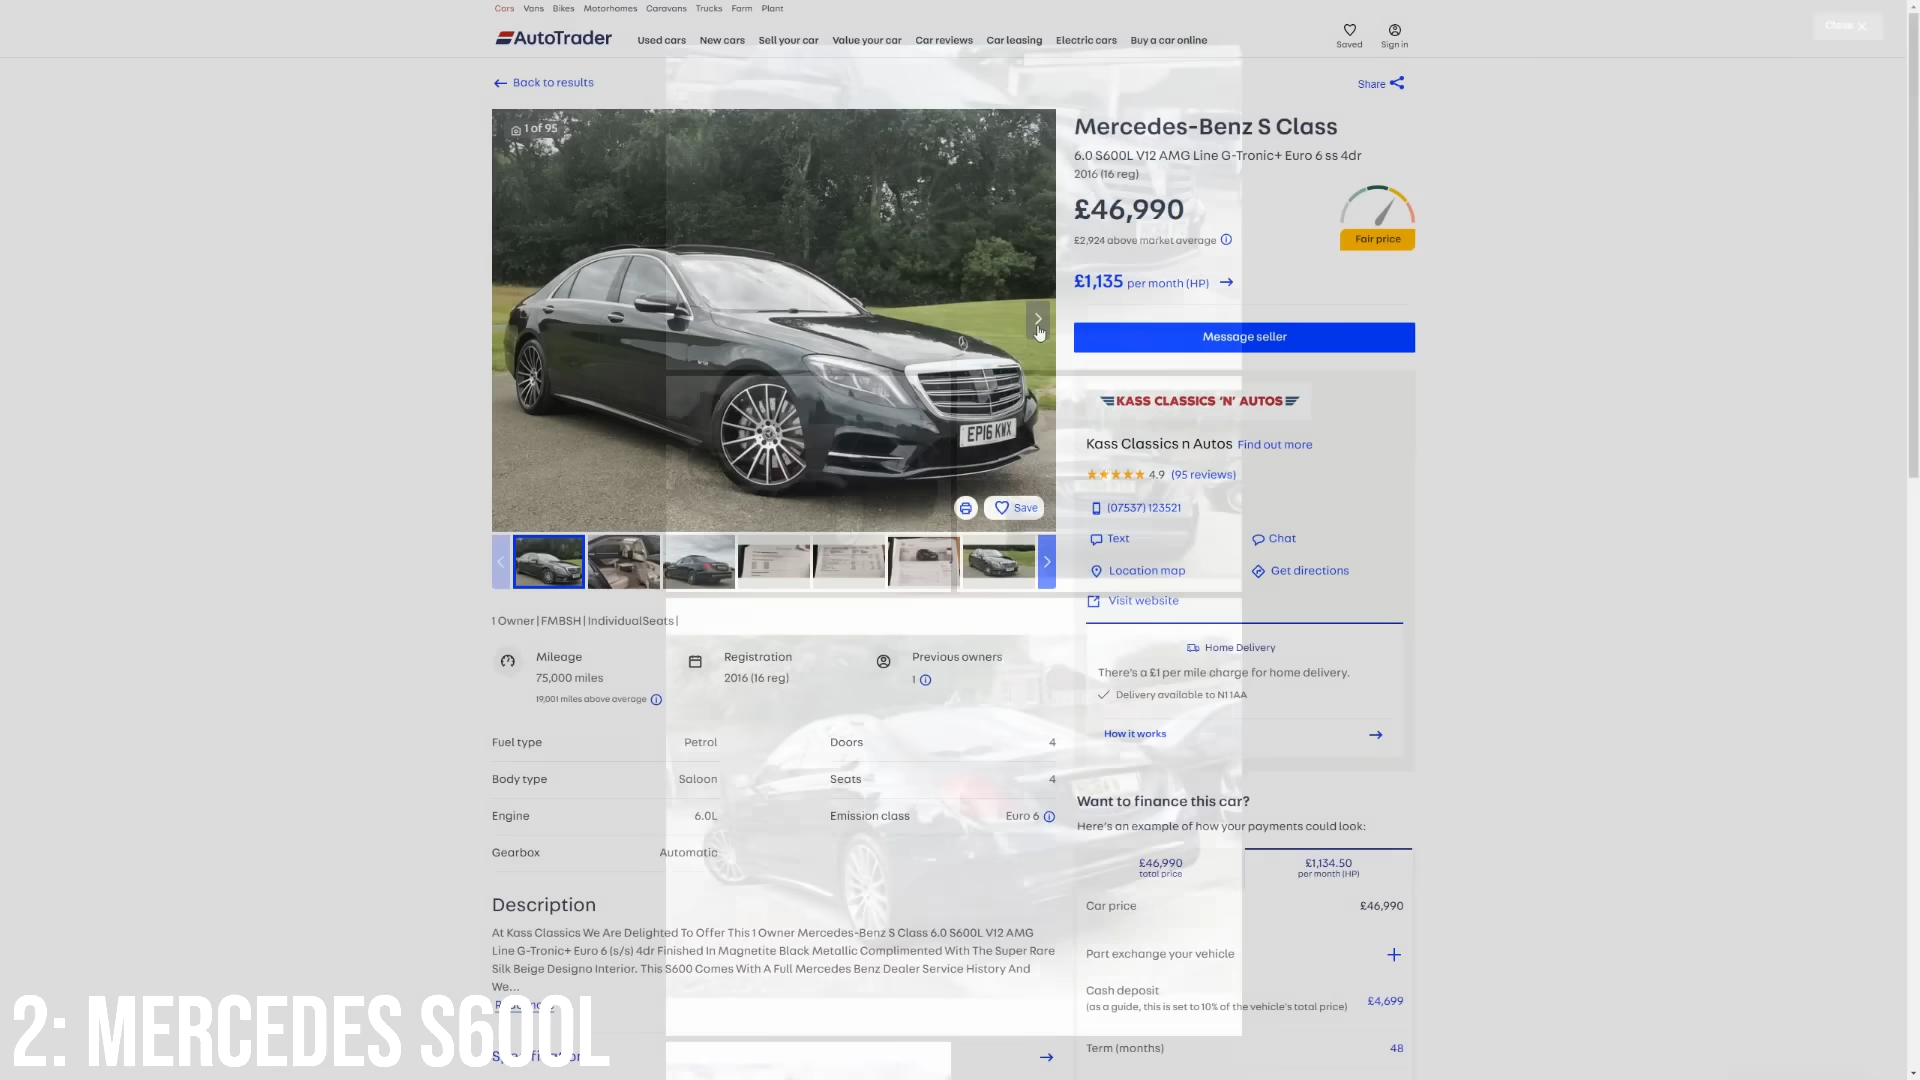 Cars Vans Bikes Motorhomes Caravans Trucks Farm Plant
Close
AutoTrader
Used cars New cars Sell your car Value your car Car reviews Car leasing Electric cars Buy a car online
Saved Sign in
Back to results
Share
1 of 95
Mercedes-Benz S Class
6.0 S600L V12 AMG Line G-Tronic+ Euro 6 ss 4dr
2016 (16 reg)
£46,990
£2,924 above market average
Fair price
£1,135 per month (HP)
Message seller
EP16 KWX
Save
KASS CLASSICS 'N' AUTOS
Kass Classics n Autos Find out more
4.9 (95 reviews)
(07537) 123521
Text Chat
Location map Get directions
Visit website
Home Delivery
There's a £1 per mile charge for home delivery.
Delivery available to N1 1AA
How it works
1 Owner|FMBSH|IndividualSeats|
Mileage
75,000 miles
19,001 miles above average
Registration
2016 (16 reg)
Previous owners
1
Fuel type Petrol
Doors 4
Body type Saloon
Seats 4
Engine 6.0L
Emission class Euro 6
Gearbox Automatic
Description
At Kass Classics We Are Delighted To Offer This 1 Owner Mercedes-Benz S Class 6.0 S600L V12 AMG
Line G-Tronic+ Euro 6 (s/s) 4dr Finished In Magnetite Black Metallic Complimented With The Super Rare
Silk Beige Designo Interior. This S600 Comes With A Full Mercedes Benz Dealer Service History And
We...
Read more
Specification
Want to finance this car?
Here's an example of how your payments could look:
£46,990
total price
£1,134.50
per month (HP)
Car price £46,990
Part exchange your vehicle
Cash deposit
(as a guide, this is set to 10% of the vehicle's total price) £4,699
Term (months) 48
2: MERCEDES S600L